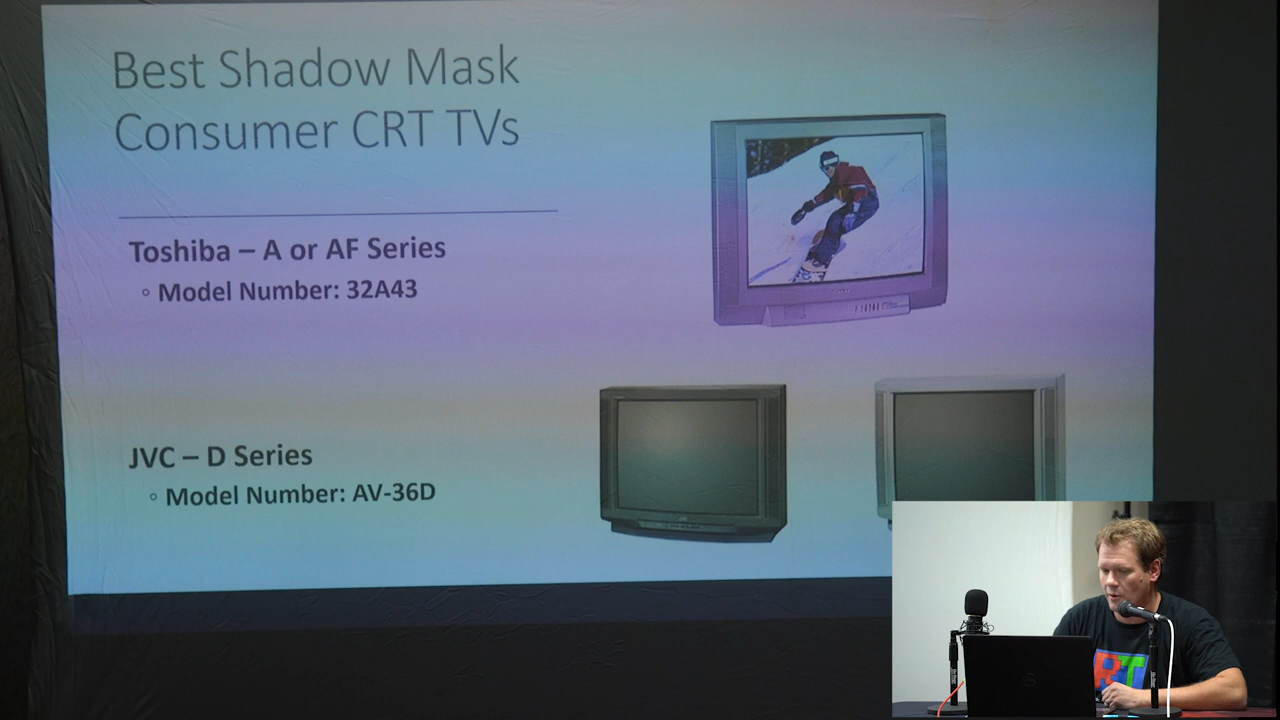 Best Shadow Mask
Consumer CRT TVs
Toshiba – A or AF Series
◦ Model Number: 32A43
JVC – D Series
◦ Model Number: AV-36D
RT